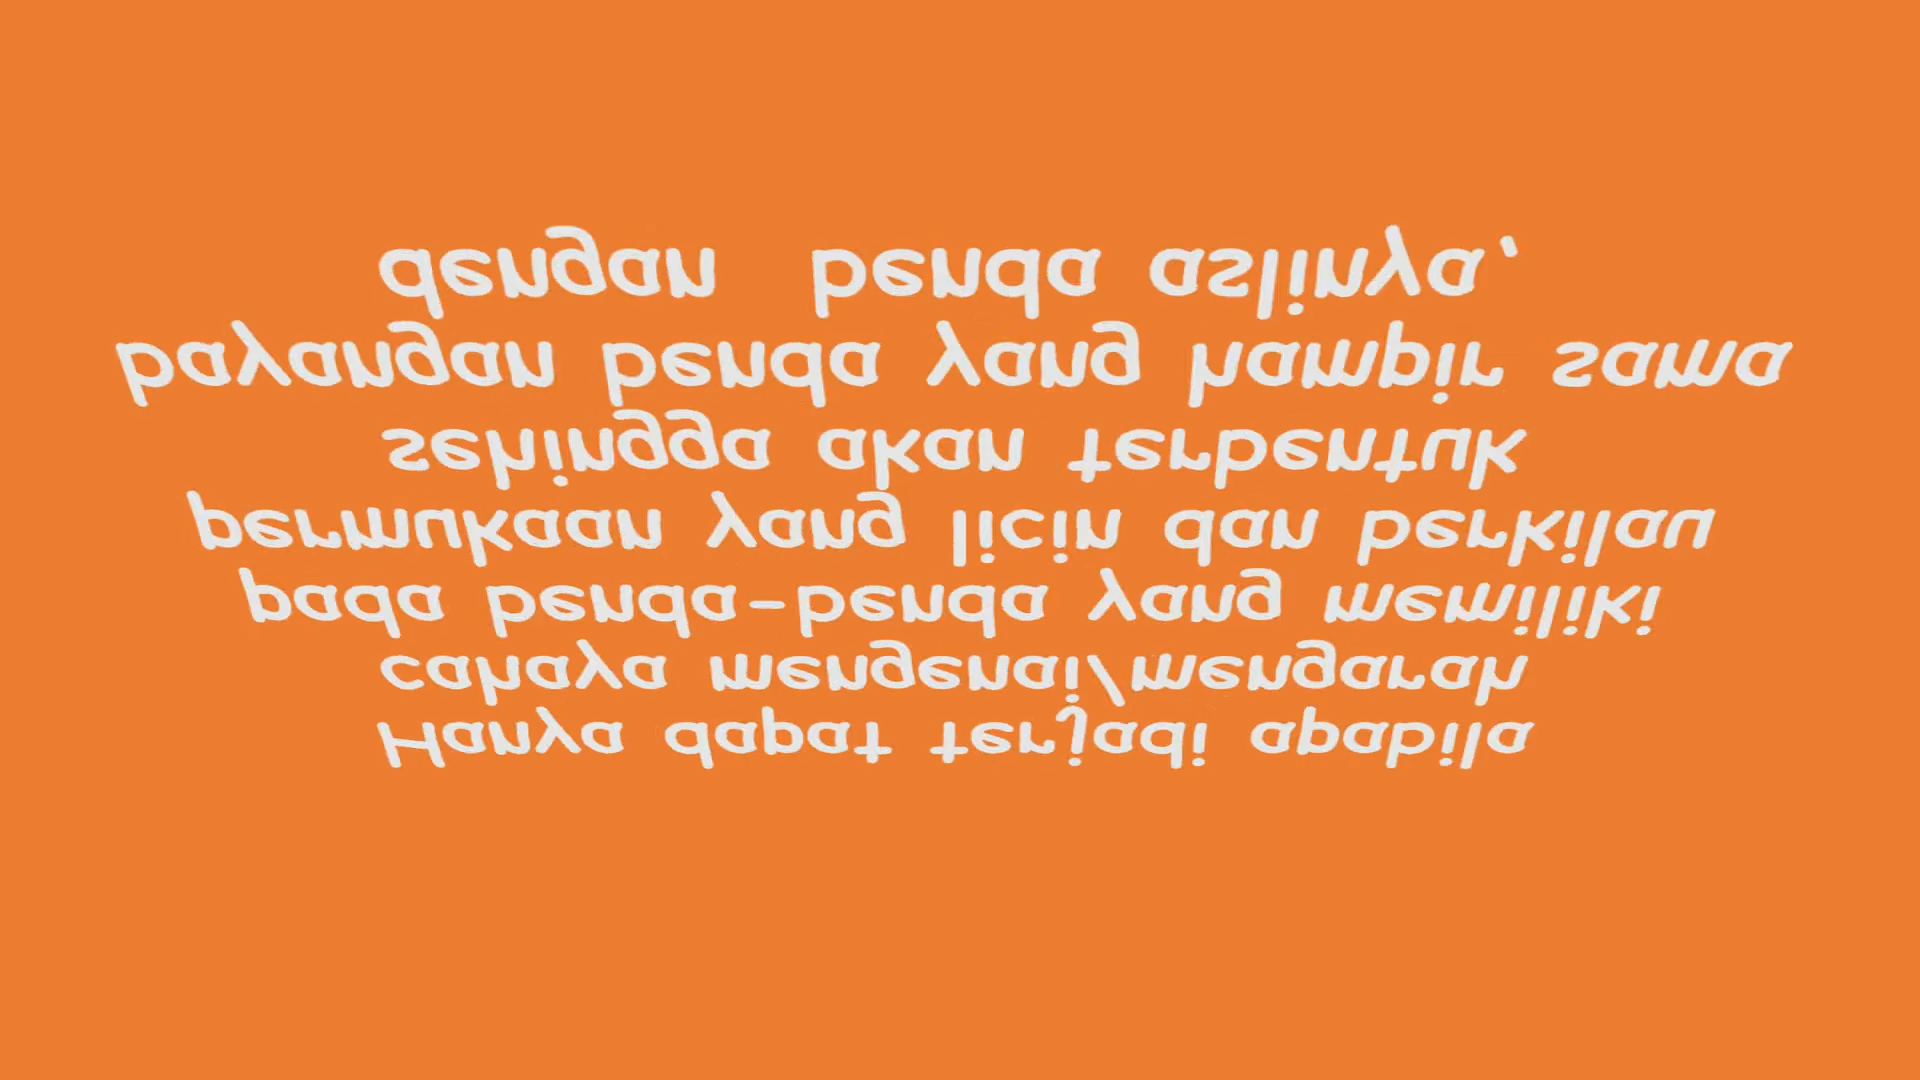 Hanya dapat terjadi apabila
cahaya mengenai/mengarah
pada benda-benda yang memiliki
permukaan yang licin dan berkilau
sehingga akan terbentuk
bayangan benda yang hampir sama
dengan benda aslinya.